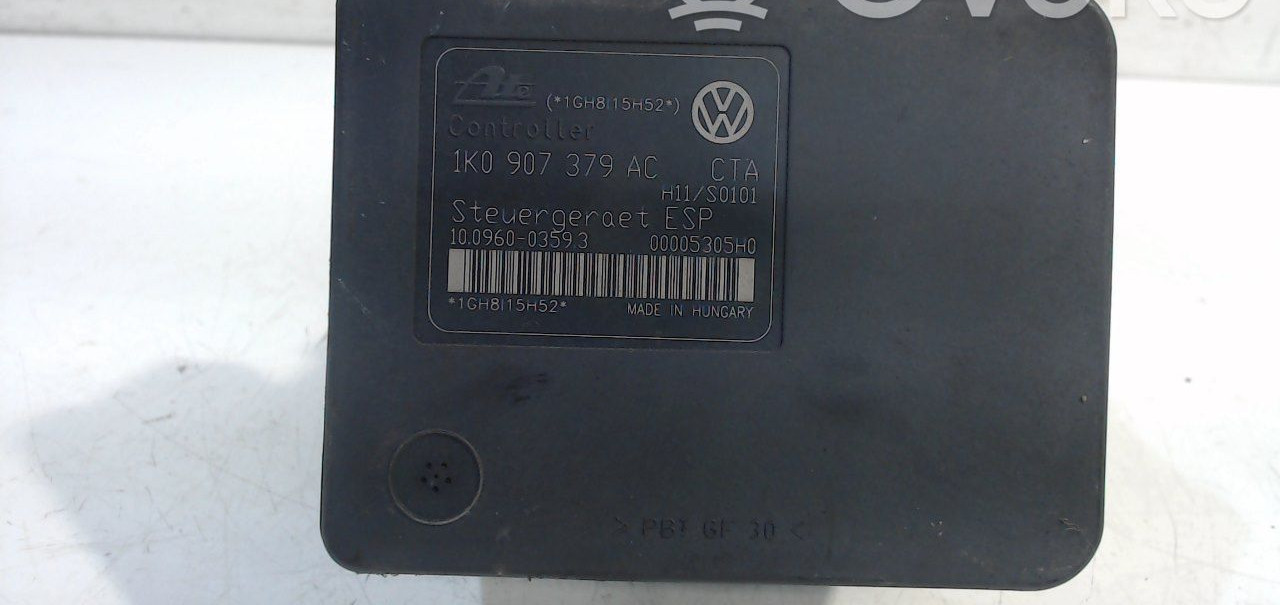 Ate (*1GH8I15H52*)
Controller
1K0 907 379 AC CTA
H11/S0101
Steuergeraet ESP
10.0960-0359.3 00005305H0
*1GH8I15H52* MADE IN HUNGARY
> PBT GF 30 <